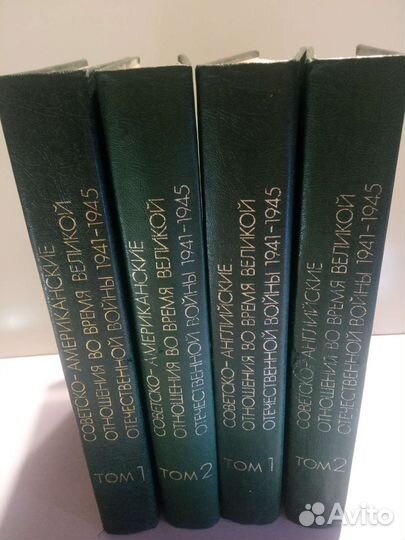 СОВЕТСКО-АМЕРИКАНСКИЕ
ОТНОШЕНИЯ ВО ВРЕМЯ ВЕЛИКОЙ
ОТЕЧЕСТВЕННОЙ ВОЙНЫ 1941-1945
ТОМ 1
СОВЕТСКО-АМЕРИКАНСКИЕ
ОТНОШЕНИЯ ВО ВРЕМЯ ВЕЛИКОЙ
ОТЕЧЕСТВЕННОЙ ВОЙНЫ 1941-1945
ТОМ 2
СОВЕТСКО-АНГЛИЙСКИЕ
ОТНОШЕНИЯ ВО ВРЕМЯ ВЕЛИКОЙ
ОТЕЧЕСТВЕННОЙ ВОЙНЫ 1941-1945
ТОМ 1
СОВЕТСКО-АНГЛИЙСКИЕ
ОТНОШЕНИЯ ВО ВРЕМЯ ВЕЛИКОЙ
ОТЕЧЕСТВЕННОЙ ВОЙНЫ 1941-1945
ТОМ 2
Avito